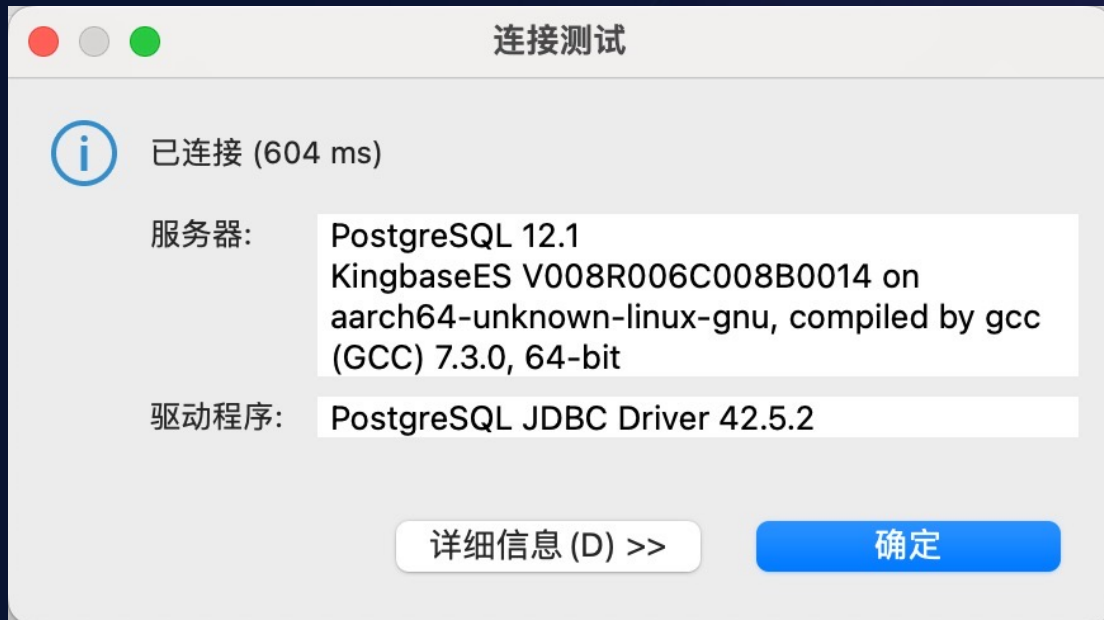 连接测试
已连接 (604 ms)
服务器:
PostgreSQL 12.1
KingbaseES V008R006C008B0014 on
aarch64-unknown-linux-gnu, compiled by gcc
(GCC) 7.3.0, 64-bit
驱动程序:
PostgreSQL JDBC Driver 42.5.2
详细信息(D) >>
确定